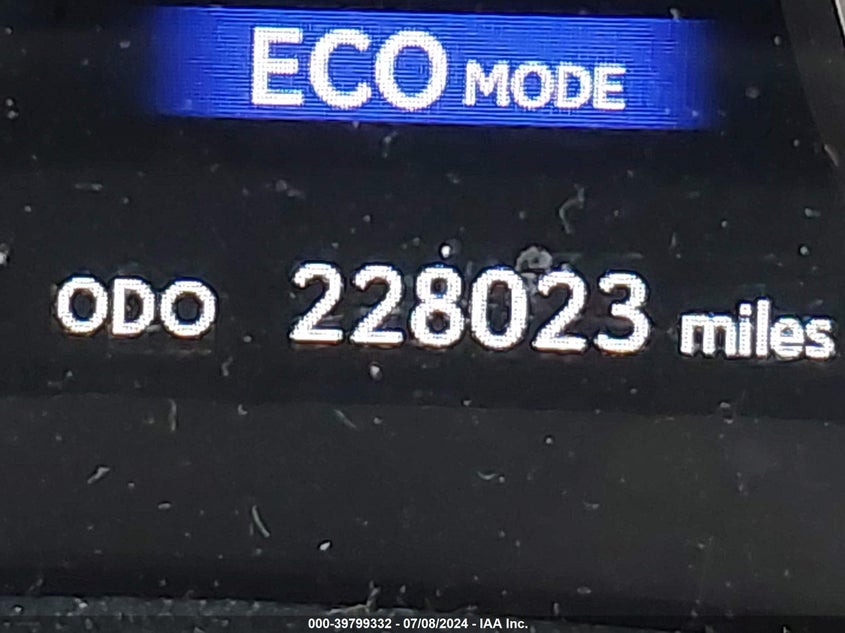 ECO MODE
ODO 228023 miles
000-39799332 - 07/08/2024 - IAA Inc.